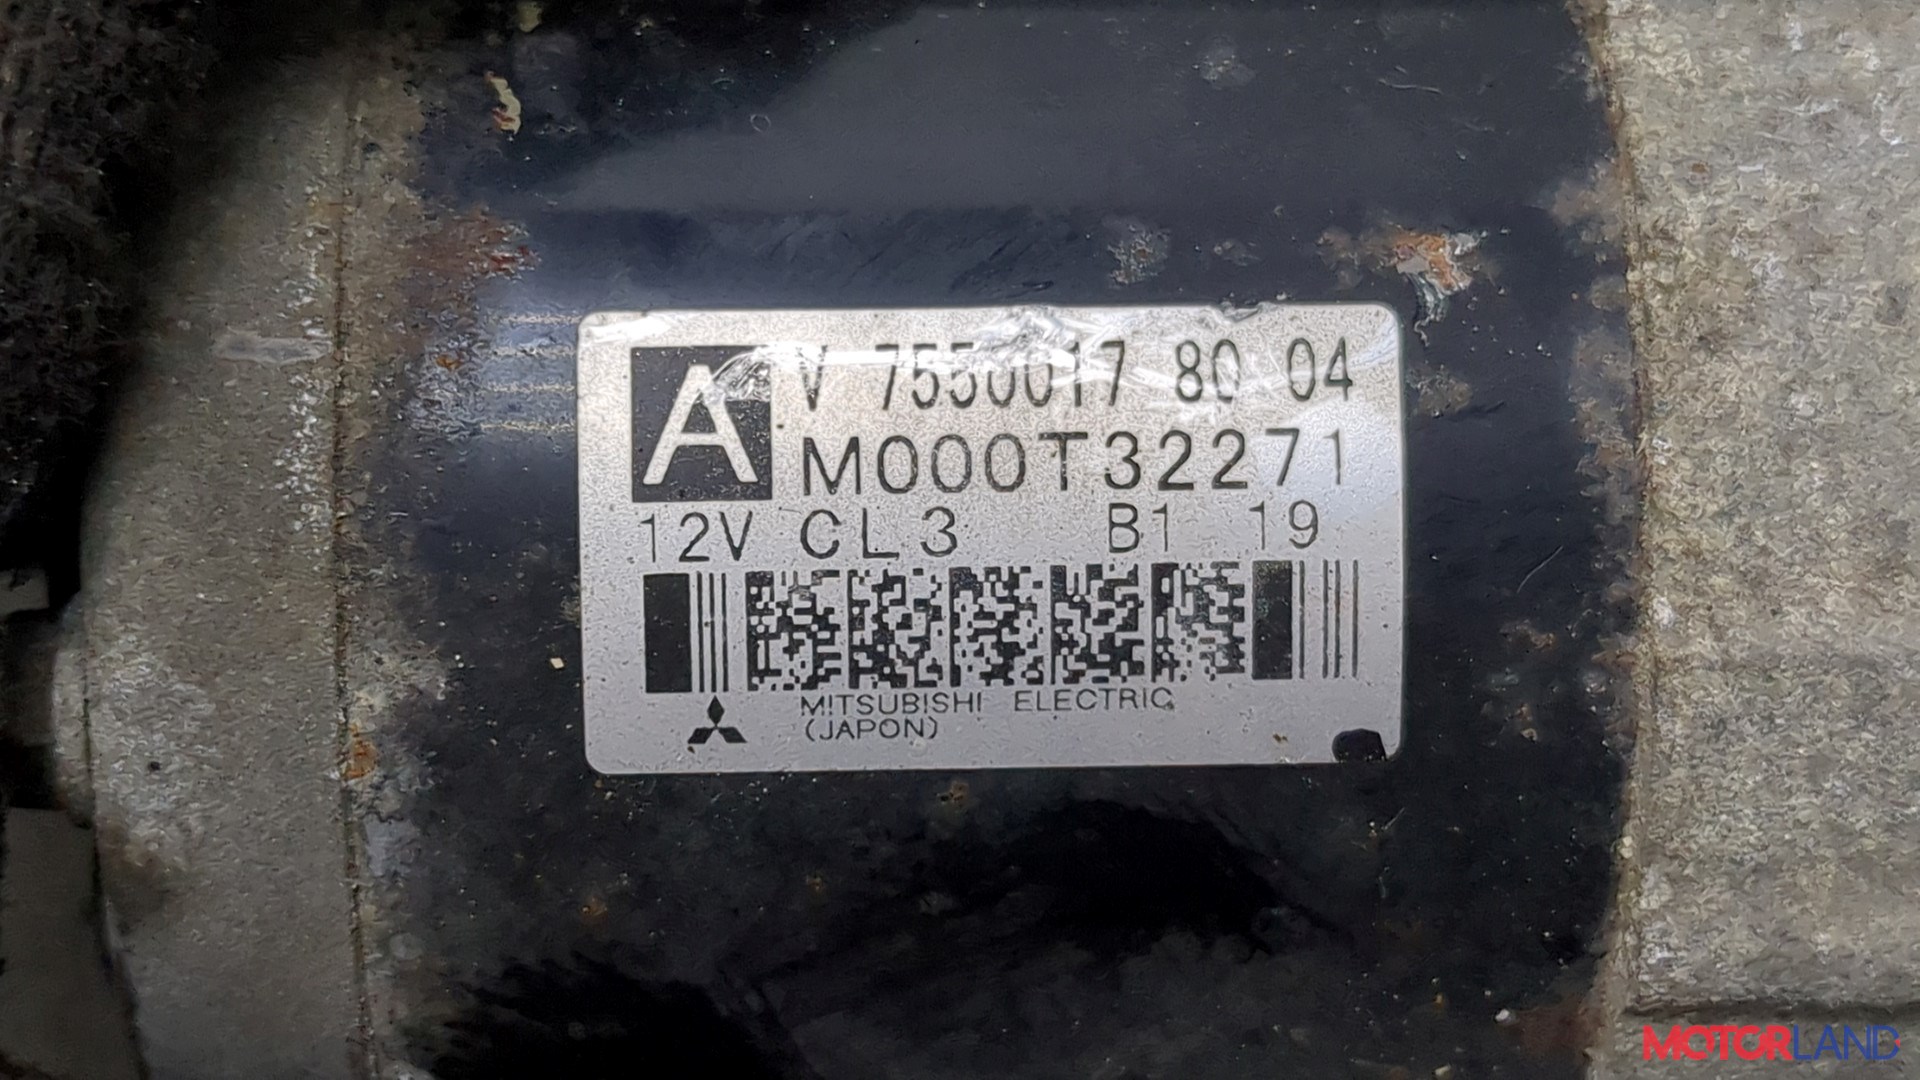 A
V 7550017 80 04
M000T32271
12V CL3 B1 19
MITSUBISHI ELECTRIC
(JAPON)
MOTORLAND